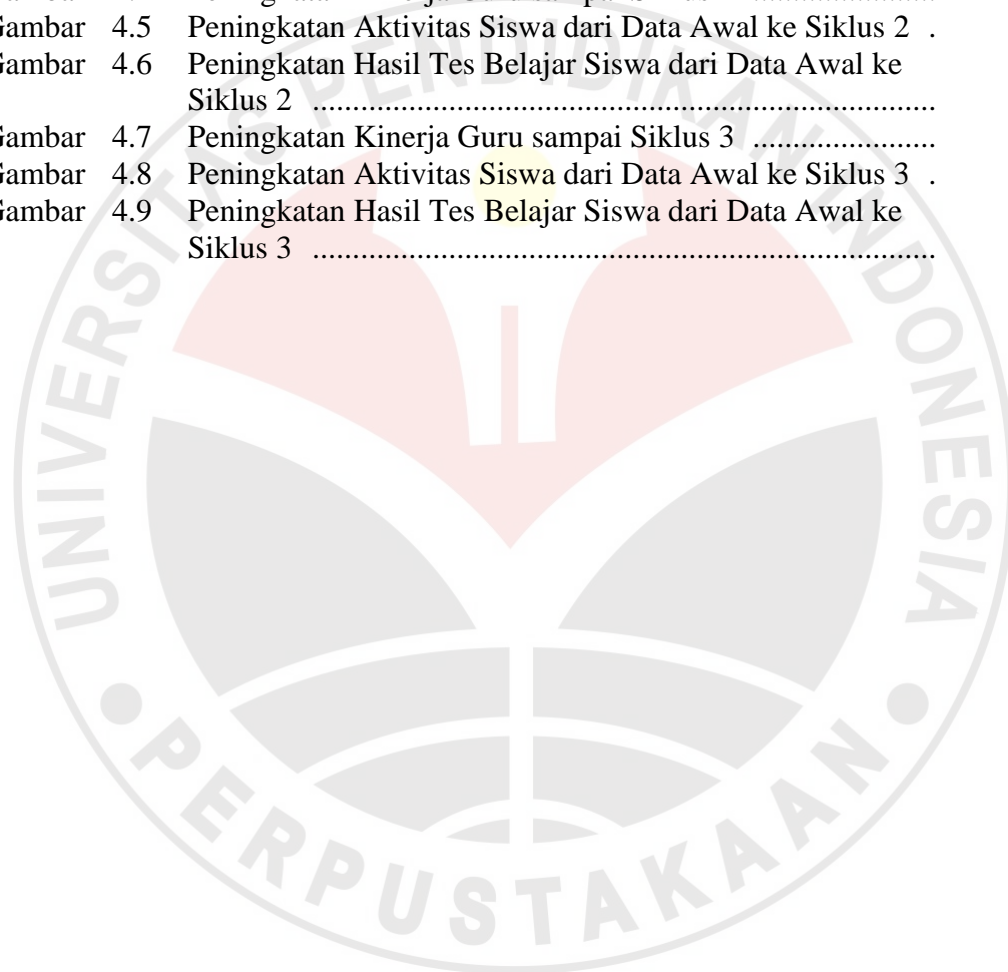 Gambar 4.5 Peningkatan Aktivitas Siswa dari Data Awal ke Siklus 2 .
Gambar 4.6 Peningkatan Hasil Tes Belajar Siswa dari Data Awal ke
Siklus 2 ..............................................................................
Gambar 4.7 Peningkatan Kinerja Guru sampai Siklus 3 .......................
Gambar 4.8 Peningkatan Aktivitas Siswa dari Data Awal ke Siklus 3 .
Gambar 4.9 Peningkatan Hasil Tes Belajar Siswa dari Data Awal ke
Siklus 3 ..............................................................................
UNIVERSITAS PENDIDIKAN INDONESIA
PERPUSTAKAAN